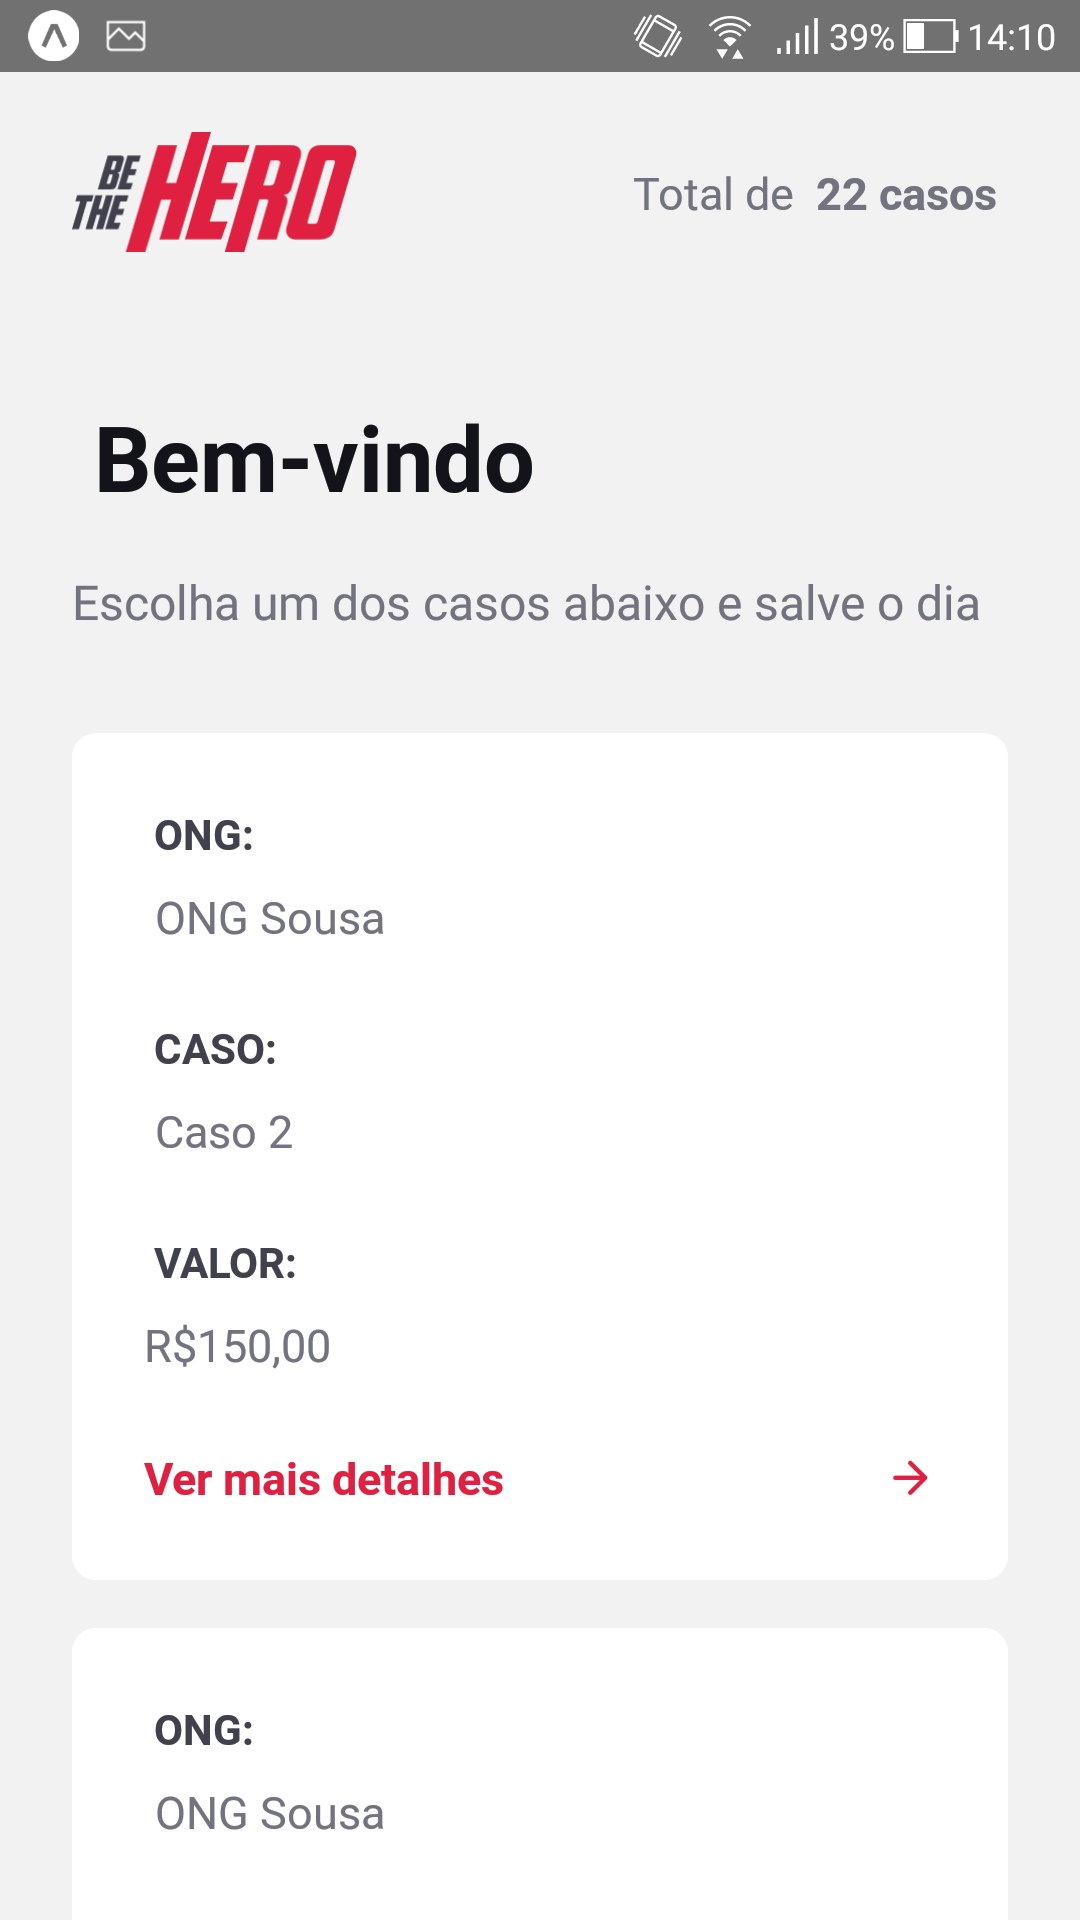 39% 14:10
BE THE HERO
Total de 22 casos
Bem-vindo
Escolha um dos casos abaixo e salve o dia
ONG:
ONG Sousa
CASO:
Caso 2
VALOR:
R$150,00
Ver mais detalhes
ONG:
ONG Sousa